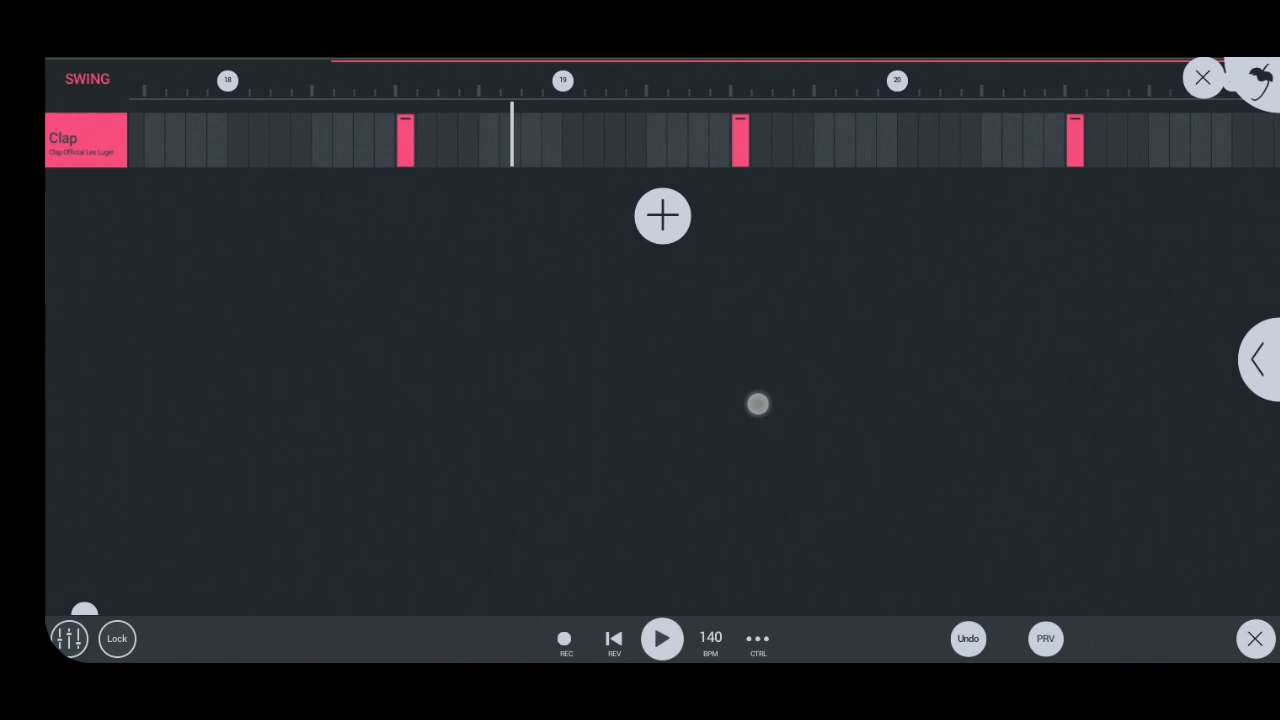 SWING
18
19
20
Clap
Clap Official Lex Luger
Lock
REC
REV
140
BPM
CTRL
Undo
PRV